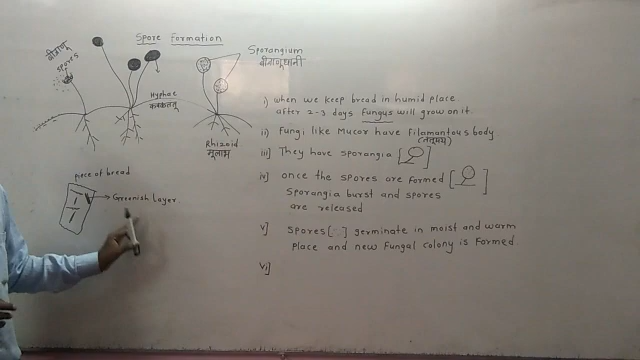 Spore Formation
बीजाणू
spores
Sporangium
बीजाणूधानी
Hyphae
कवकतंतू
Rhizoid
मूलाभ
piece of bread
Greenish Layer
i) when we keep bread in humid place
after 2-3 days Fungus will grow on it.
ii) Fungi like Mucor have filamantous body
(तंतूमय)
iii] They have sporangia [ ]
iv] once the spores are formed [ ]
Sporangia burst and spores
are released
v] spores [ ] germinate in moist and warm
place and new Fungal colony is formed.
vi]